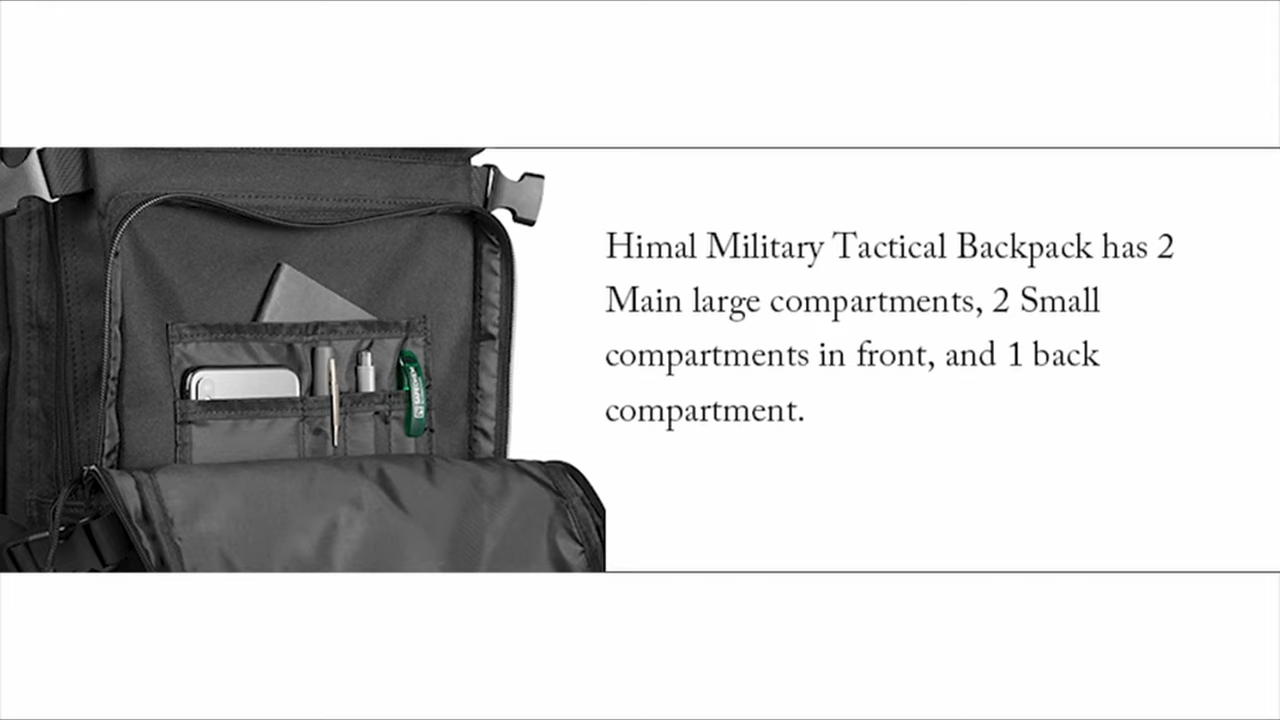 Himal Military Tactical Backpack has 2
Main large compartments, 2 Small
compartments in front, and 1 back
compartment.